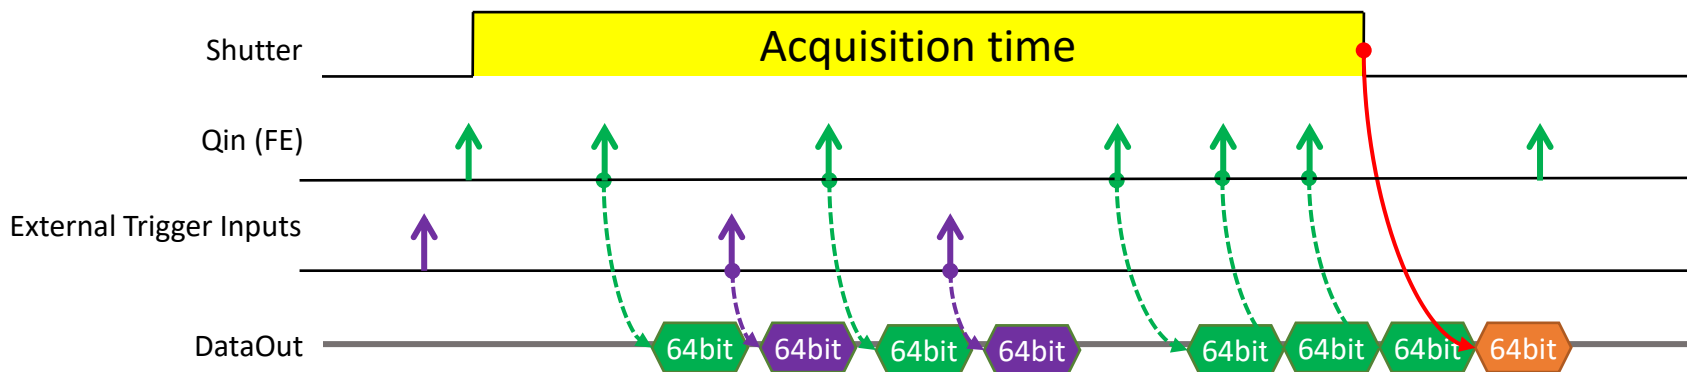 Shutter
Acquisition time
Qin (FE)
External Trigger Inputs
DataOut
64bit 64bit 64bit 64bit 64bit 64bit 64bit 64bit